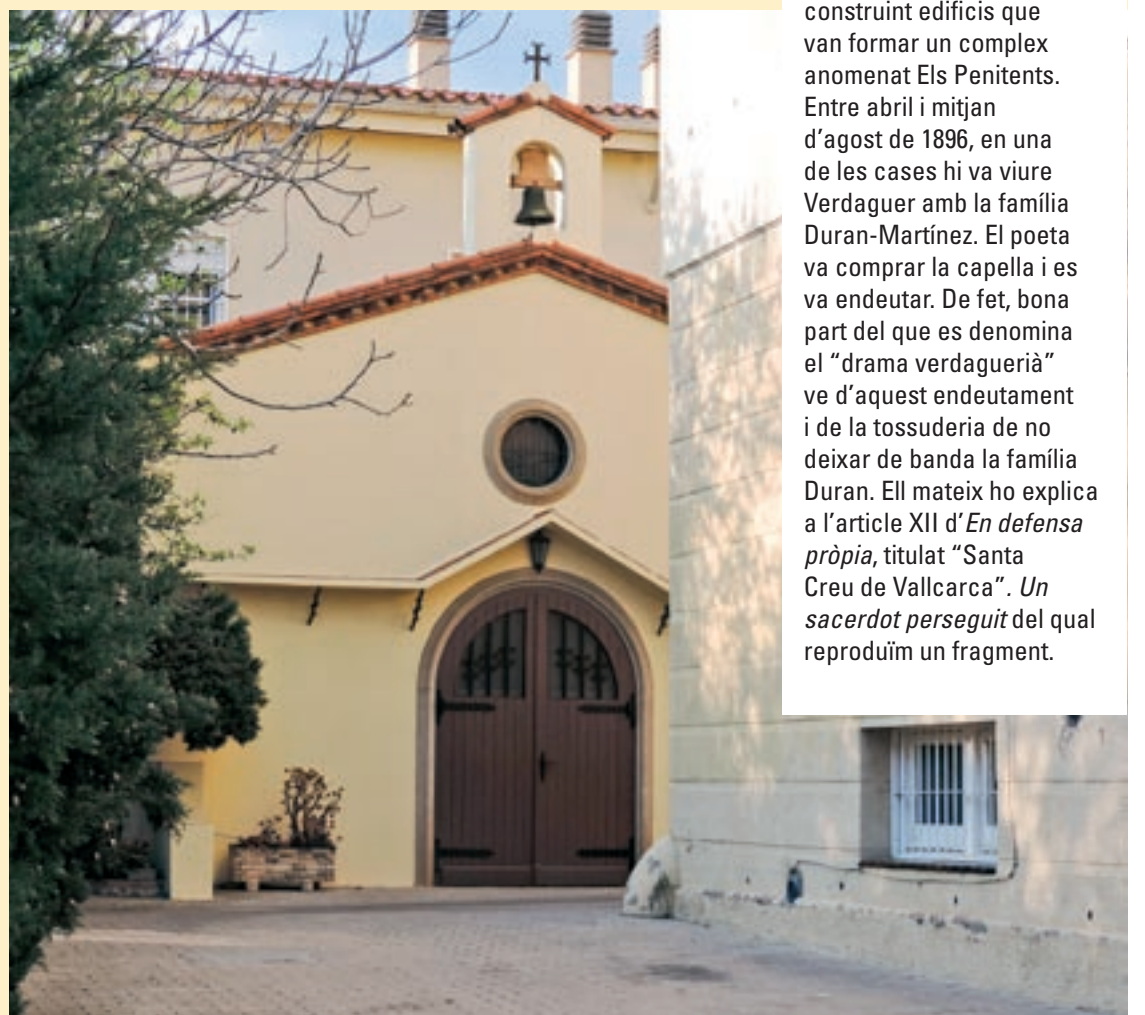 construint edificis que
van formar un complex
anomenat Els Penitents.
Entre abril i mitjan
d’agost de 1896, en una
de les cases hi va viure
Verdaguer amb la família
Duran-Martínez. El poeta
va comprar la capella i es
va endeutar. De fet, bona
part del que es denomina
el “drama verdaguerià”
ve d’aquest endeutament
i de la tossuderia de no
deixar de banda la família
Duran. Ell mateix ho explica
a l’article XII d’En defensa
pròpia, titulat “Santa
Creu de Vallcarca”. Un
sacerdot perseguit del qual
reproduïm un fragment.